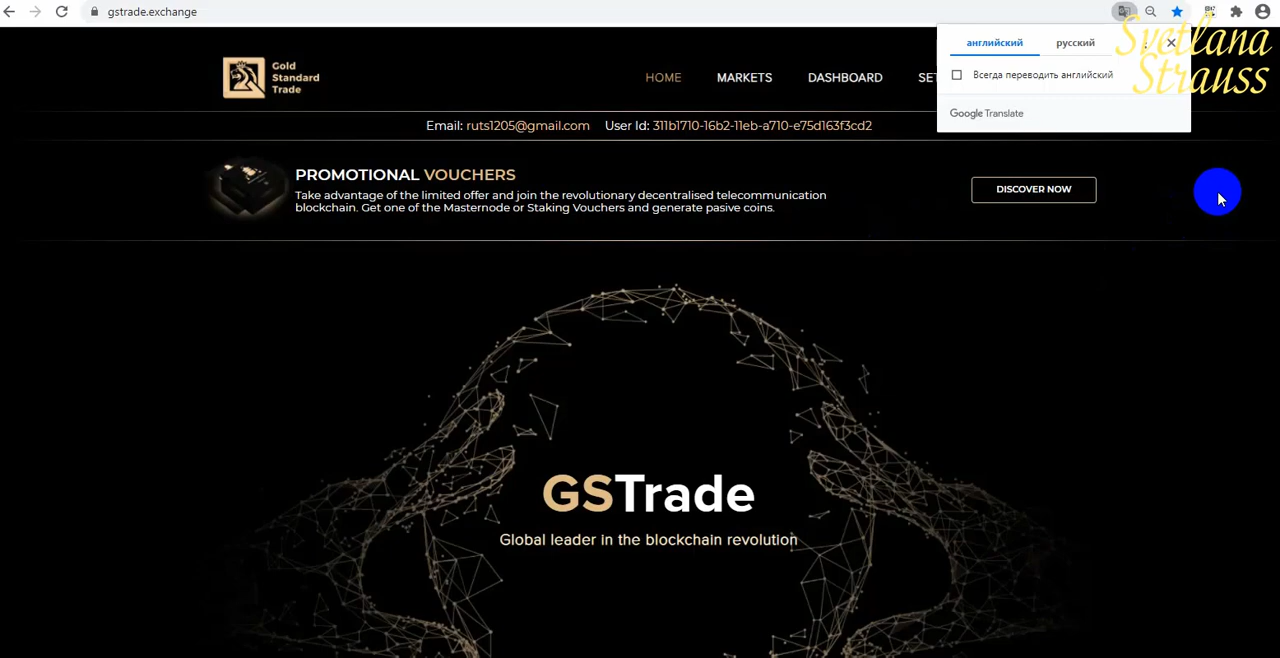 gstrade.exchange
английский русский
Всегда переводить английский
Google Translate
Svetlana
Strauss
Gold
Standard
Trade
HOME MARKETS DASHBOARD
Email: ruts1205@gmail.com User Id: 311b1710-16b2-11eb-a710-e75d163f3cd2
PROMOTIONAL VOUCHERS
Take advantage of the limited offer and join the revolutionary decentralised telecommunication
blockchain. Get one of the Masternode or Staking Vouchers and generate pasive coins.
DISCOVER NOW
GSTrade
Global leader in the blockchain revolution